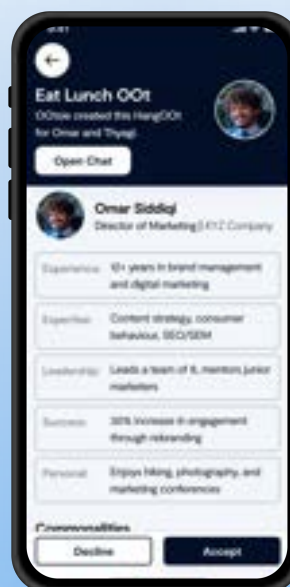 9:41
Eat Lunch OOt
OOtoie created this HangOOt
for Omar and Thyagi.
Open Chat
Omar Siddiqi
Director of Marketing | XYZ Company
Experience: 10+ years in brand management
and digital marketing
Expertise: Content strategy, consumer
behaviour, SEO/SEM
Leadership: Leads a team of 8, mentors junior
marketers
Success: 30% increase in engagement
through rebranding
Personal: Enjoys hiking, photography, and
marketing conferences
Commonalities
Decline
Accept